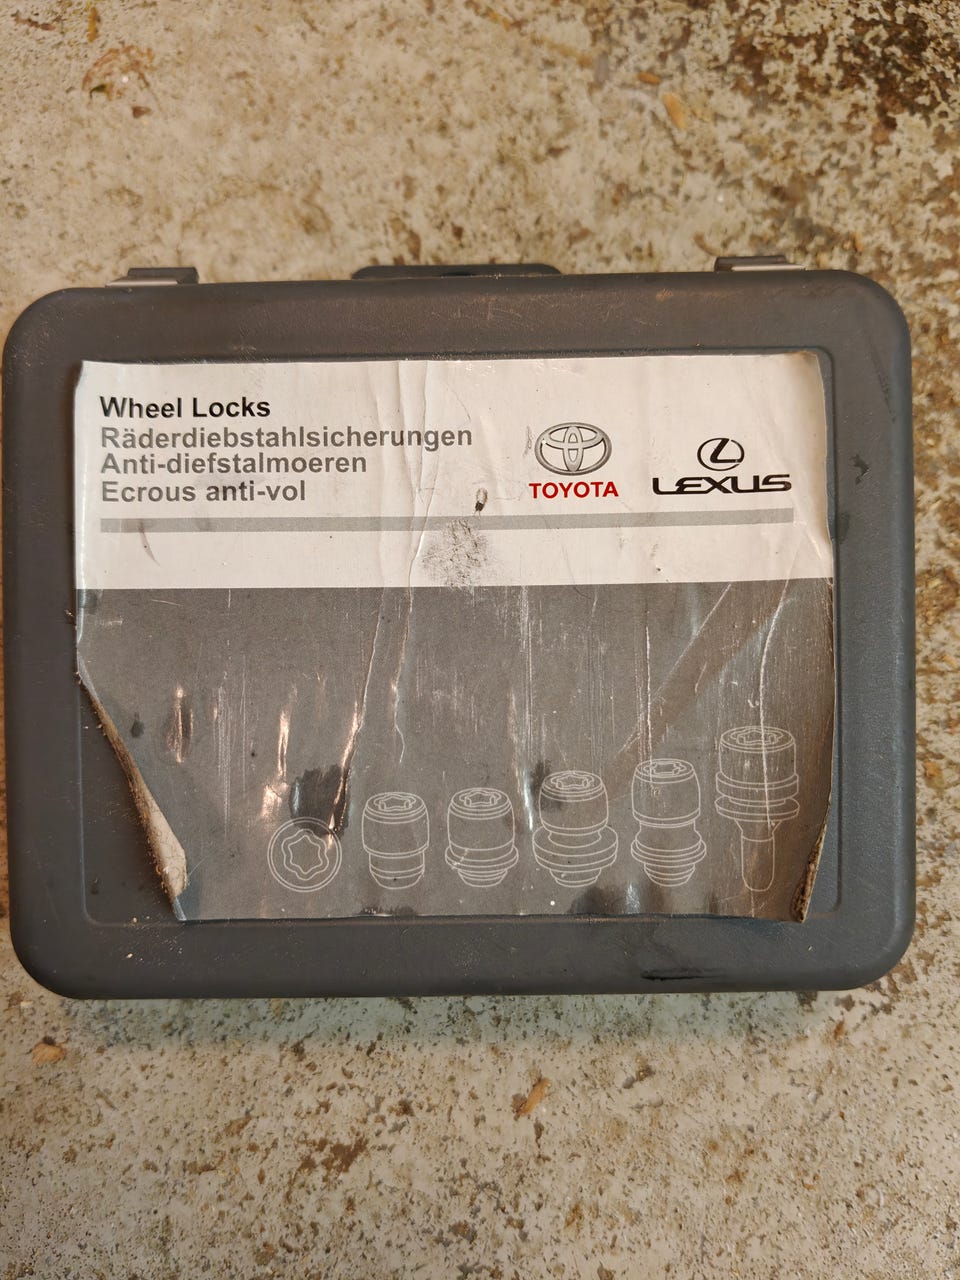 Wheel Locks
Räderdiebstahlsicherungen
Anti-diefstalmoeren
Ecrous anti-vol
TOYOTA
LEXUS